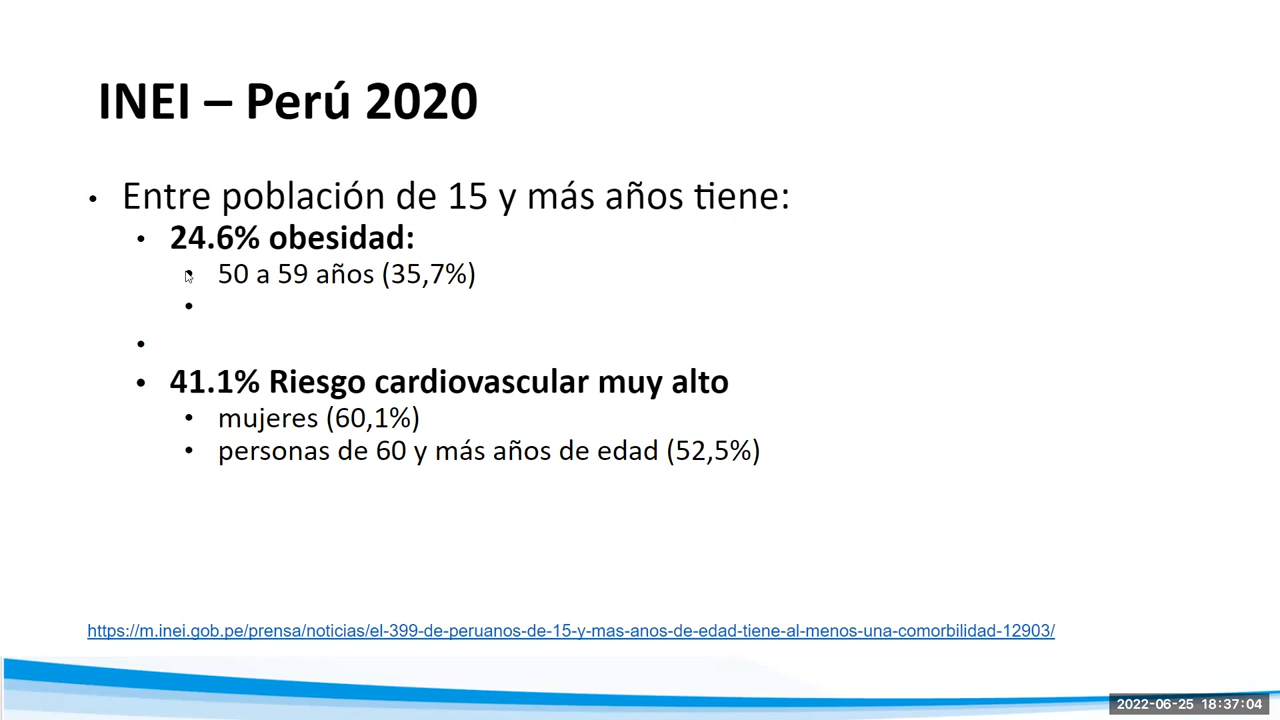 INEI – Perú 2020
• Entre población de 15 y más años tiene:
• 24.6% obesidad:
• 50 a 59 años (35,7%)
•
•
• 41.1% Riesgo cardiovascular muy alto
• mujeres (60,1%)
• personas de 60 y más años de edad (52,5%)
https://m.inei.gob.pe/prensa/noticias/el-399-de-peruanos-de-15-y-mas-anos-de-edad-tiene-al-menos-una-comorbilidad-12903/
2022-06-25 18:37:04